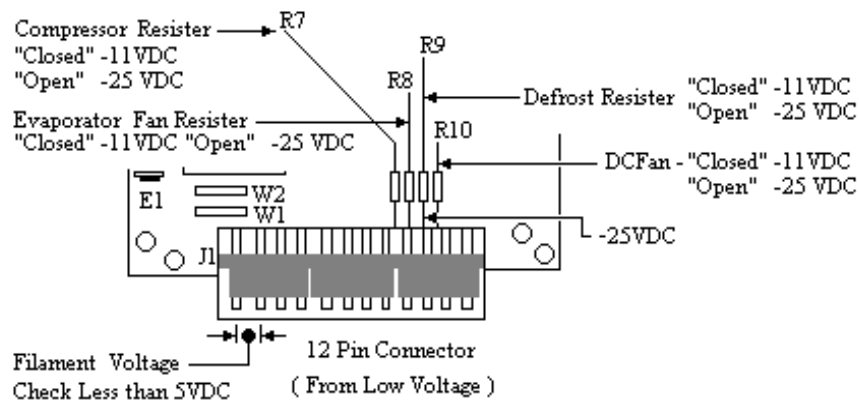 Compressor Resister
"Closed" -11VDC
"Open" -25 VDC
R7
R9
R8
Defrost Resister "Closed" -11VDC
"Open" -25 VDC
Evaporator Fan Resister
"Closed" -11VDC "Open" -25 VDC
R10
DCFan - "Closed" -11VDC
"Open" -25 VDC
E1
W2
W1
-25VDC
J1
Filament Voltage
Check Less than 5VDC
12 Pin Connector
( From Low Voltage )